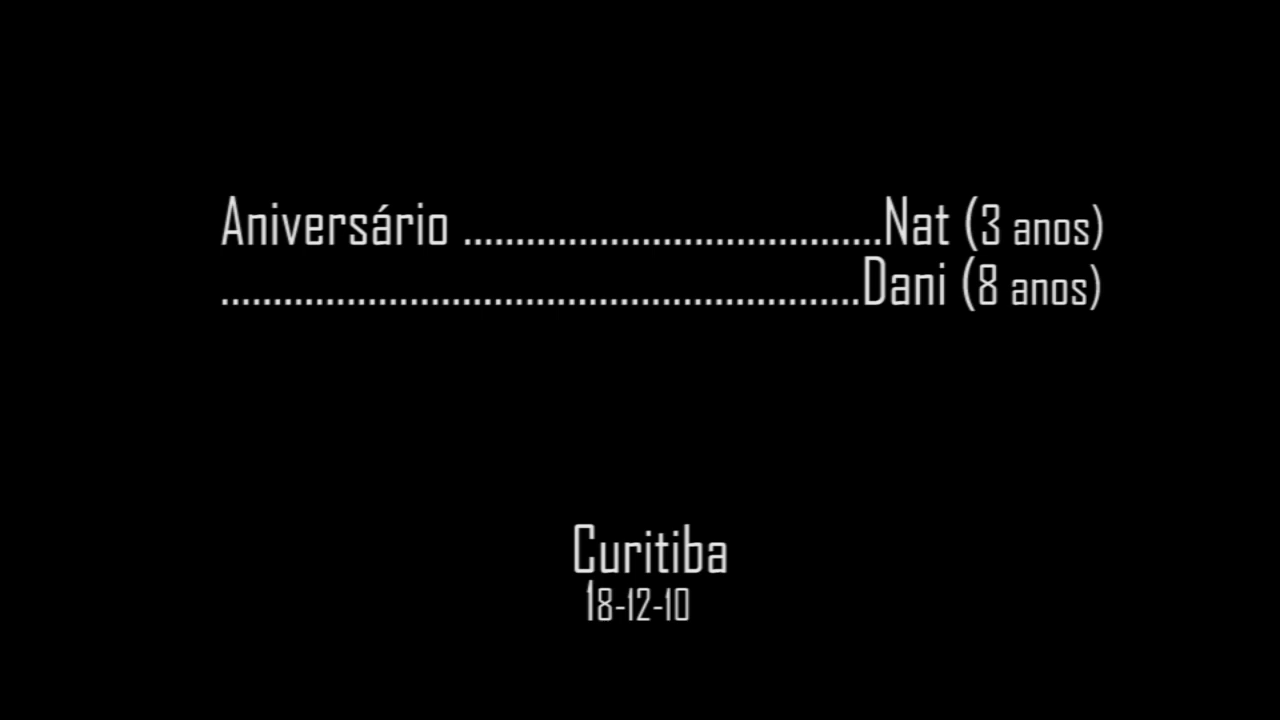 Aniversário ........................................Nat (3 anos)
.............................................................Dani (8 anos)
Curitiba
18-12-10